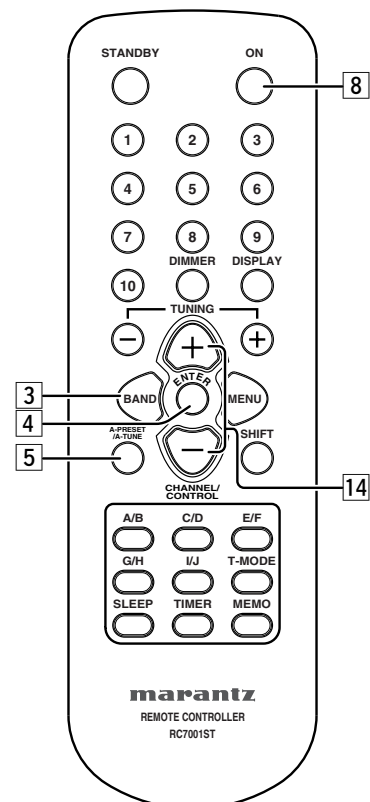 STANDBY ON
8
1 2 3
4 5 6
7 8 9
DIMMER DISPLAY
10
TUNING
− + +
3
BAND ENTER MENU
4
A-PRESET
/A-TUNE
5
− SHIFT
14
CHANNEL/
CONTROL
A/B C/D E/F
G/H I/J T-MODE
SLEEP TIMER MEMO
marantz
REMOTE CONTROLLER
RC7001ST